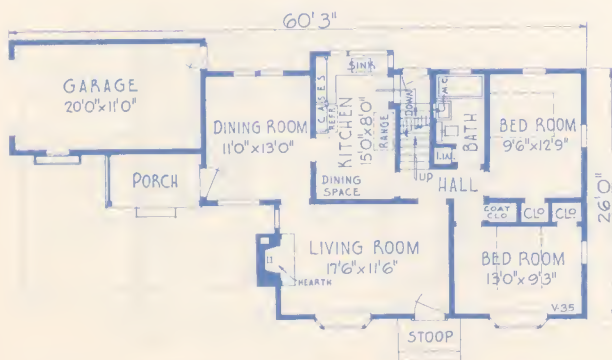 60'3"
GARAGE
20'0"x11'0"
PORCH
DINING ROOM
11'0"x13'0"
CASES
REFR.
SINK
KITCHEN
15'0"x8'0"
RANGE
DINING
SPACE
DOWN
UP
M.C.
BATH
LIN.
HALL
BED ROOM
9'6"x12'9"
COAT
CLO
CLO
CLO
LIVING ROOM
17'6"x11'6"
HEARTH
BED ROOM
13'0"x9'3"
V-35
STOOP
26'0"